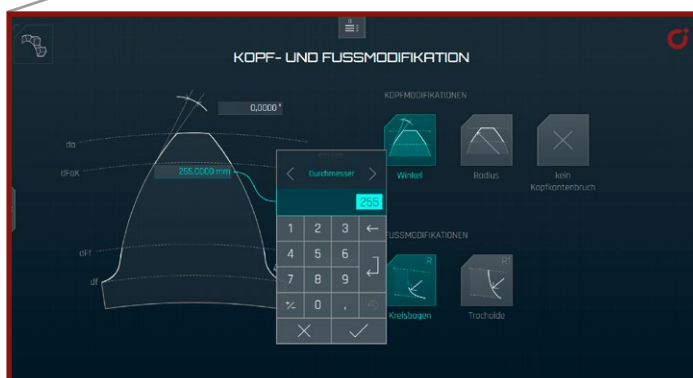 KOPF- UND FUSSMODIFIKATION
0,0000 °
KOPFMODIFIKATIONEN
da
dFaK
255,0000 mm
Durchmesser
255
Winkel
Radius
kein
Kopfkantenbruch
1 2 3
4 5 6
7 8 9
+/- 0 ,
FUSSMODIFIKATIONEN
dFf
df
R
Rf
Kreisbogen
Trochoide